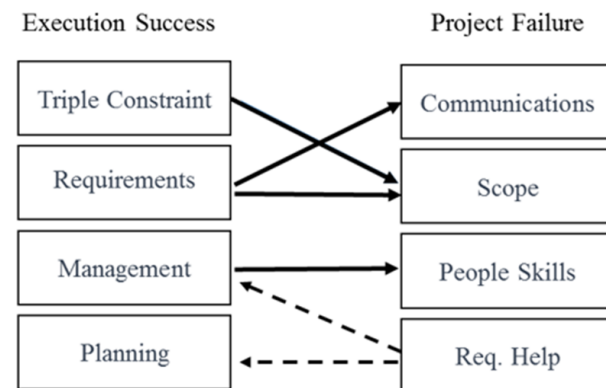 Execution Success
Project Failure
Triple Constraint
Communications
Requirements
Scope
Management
People Skills
Planning
Req. Help